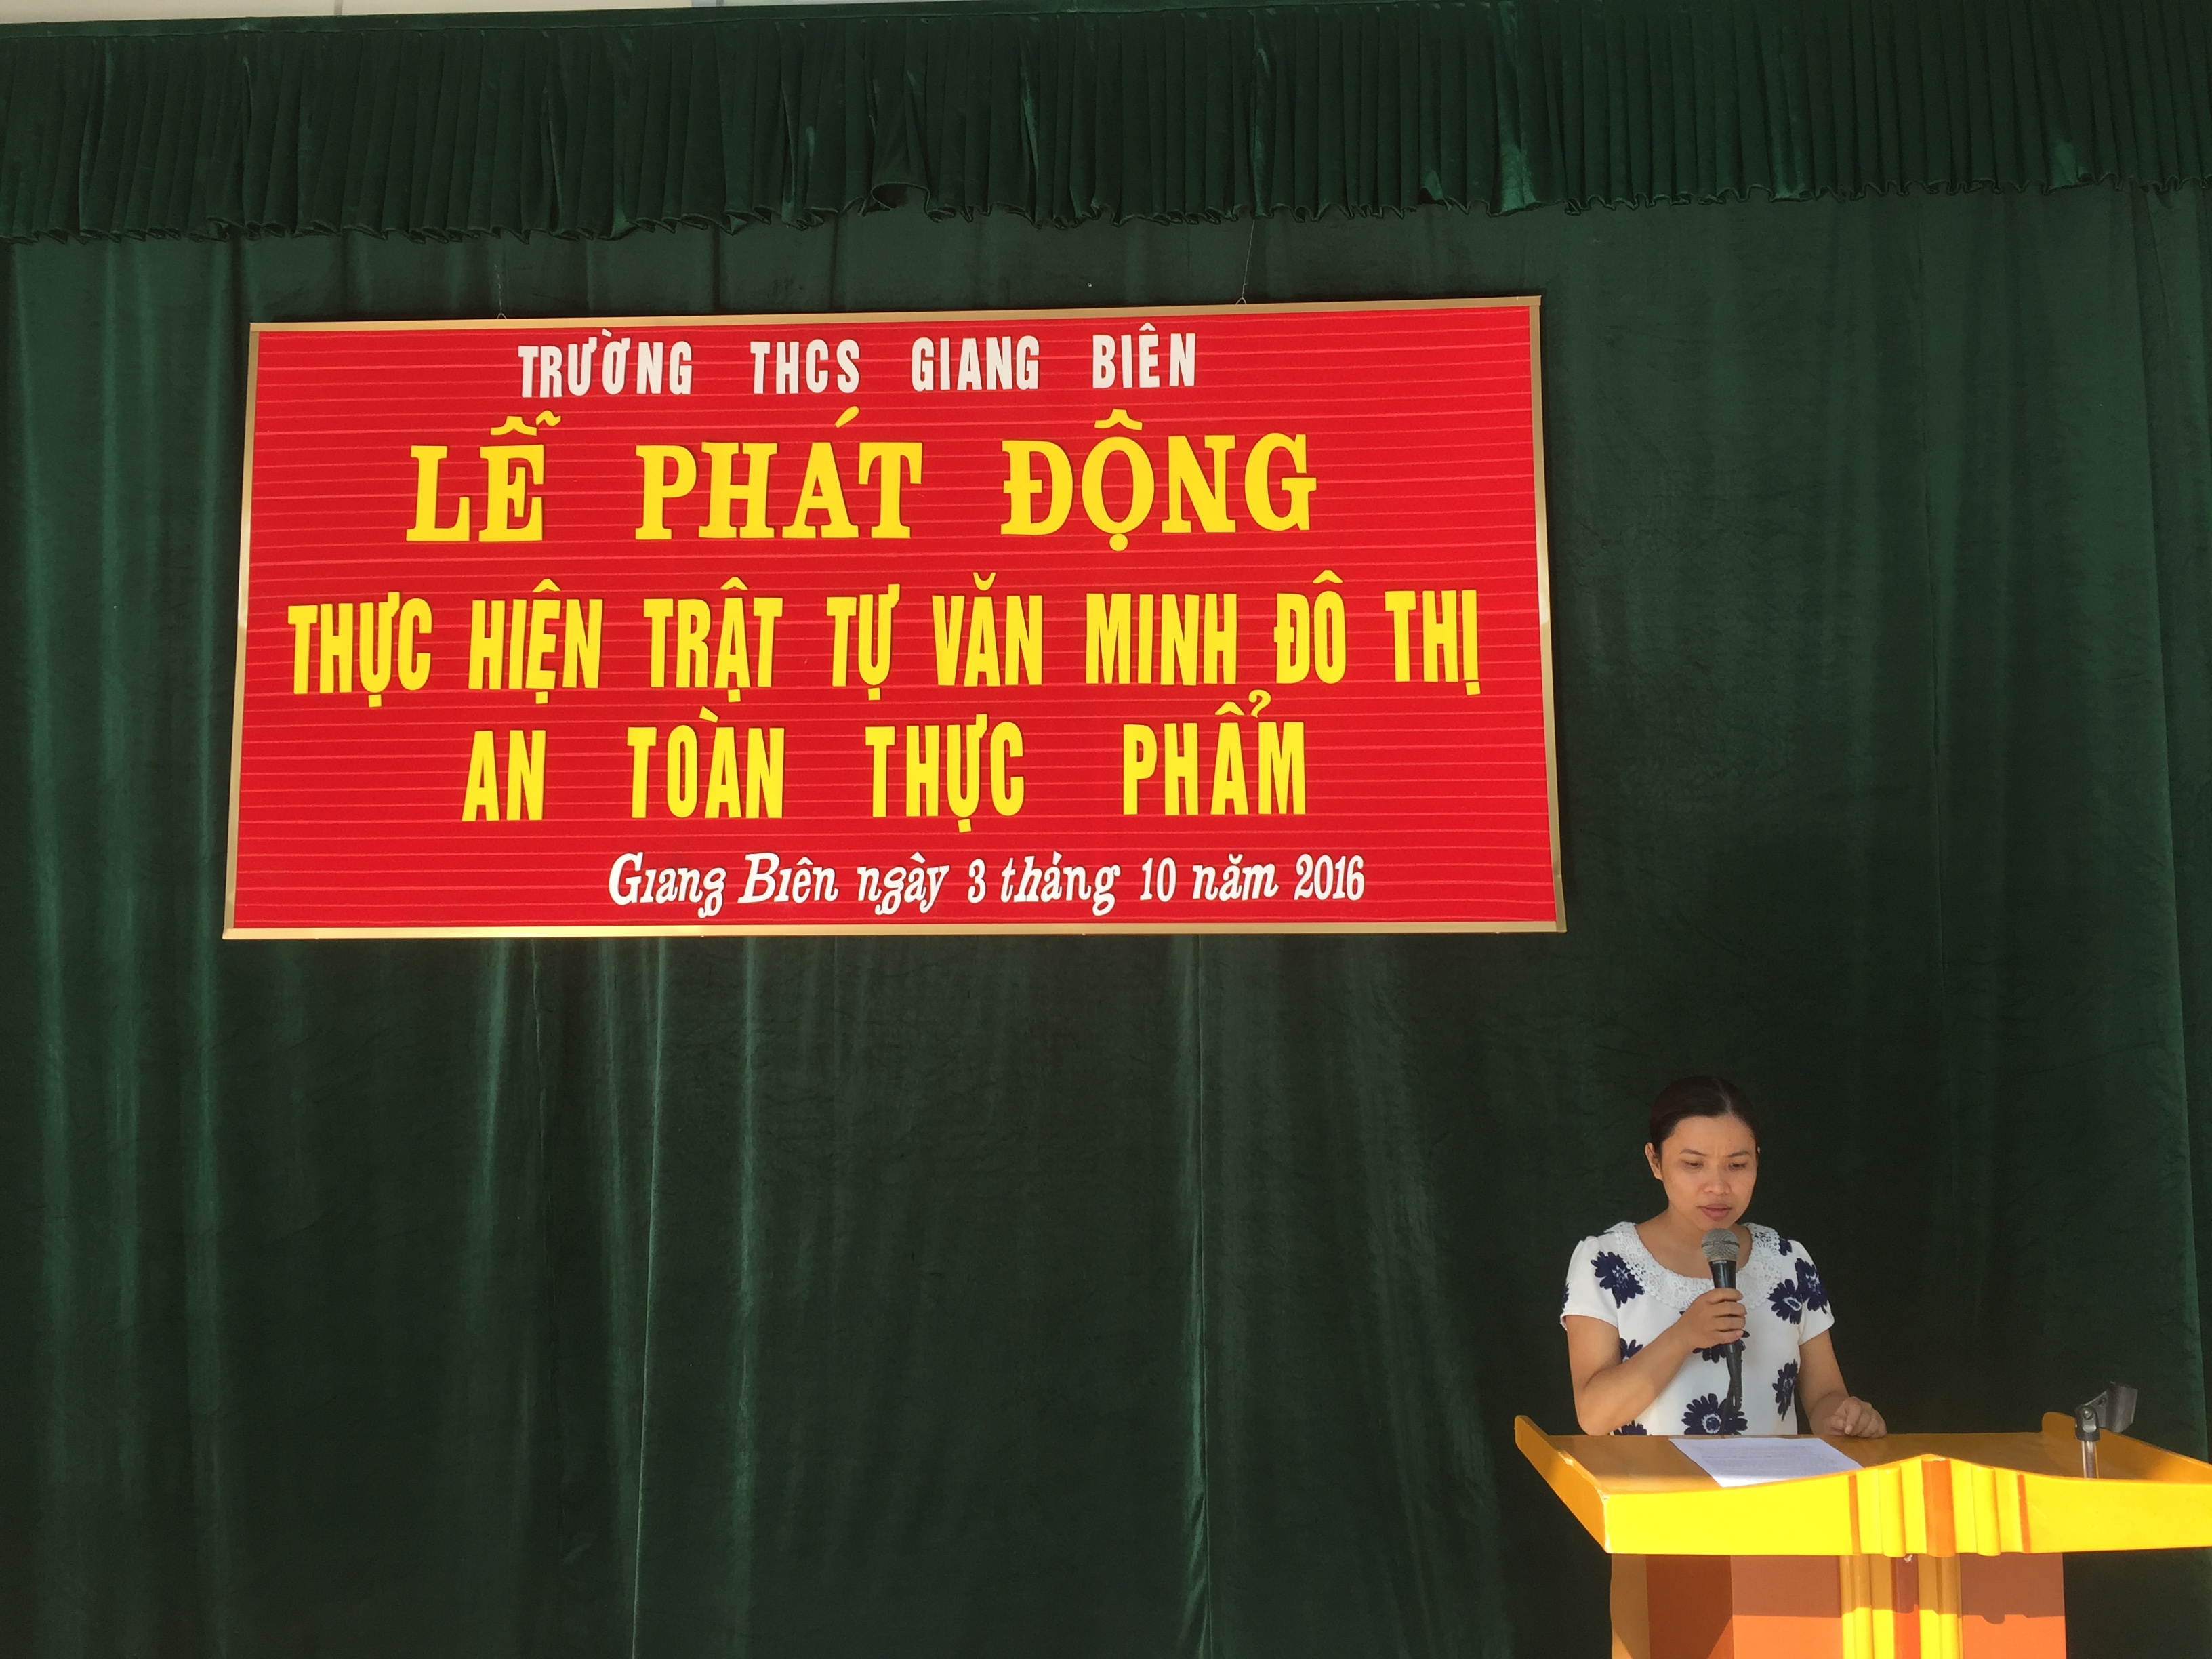 TRƯỜNG THCS GIANG BIÊN
LỄ PHÁT ĐỘNG
THỰC HIỆN TRẬT TỰ VĂN MINH ĐÔ THỊ
AN TOÀN THỰC PHẨM
Giang Biên ngày 3 tháng 10 năm 2016